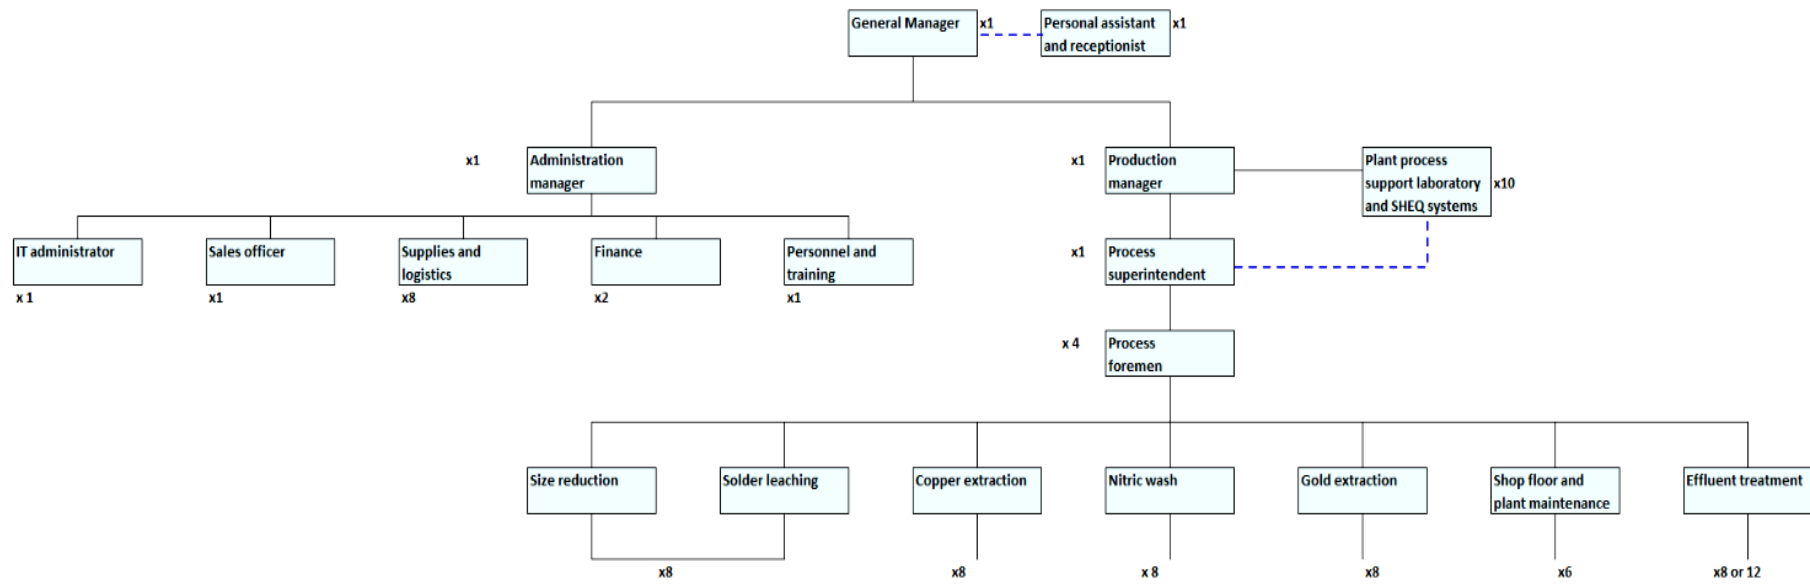 General Manager
x1
Personal assistant
and receptionist
x1
x1
Administration
manager
x1
Production
manager
Plant process
support laboratory
and SHEQ systems
x10
IT administrator
x 1
Sales officer
x1
Supplies and
logistics
x8
Finance
x2
Personnel and
training
x1
x1
Process
superintendent
x 4
Process
foremen
Size reduction
Solder leaching
Copper extraction
Nitric wash
Gold extraction
Shop floor and
plant maintenance
Effluent treatment
x8
x8
x 8
x8
x6
x8 or 12